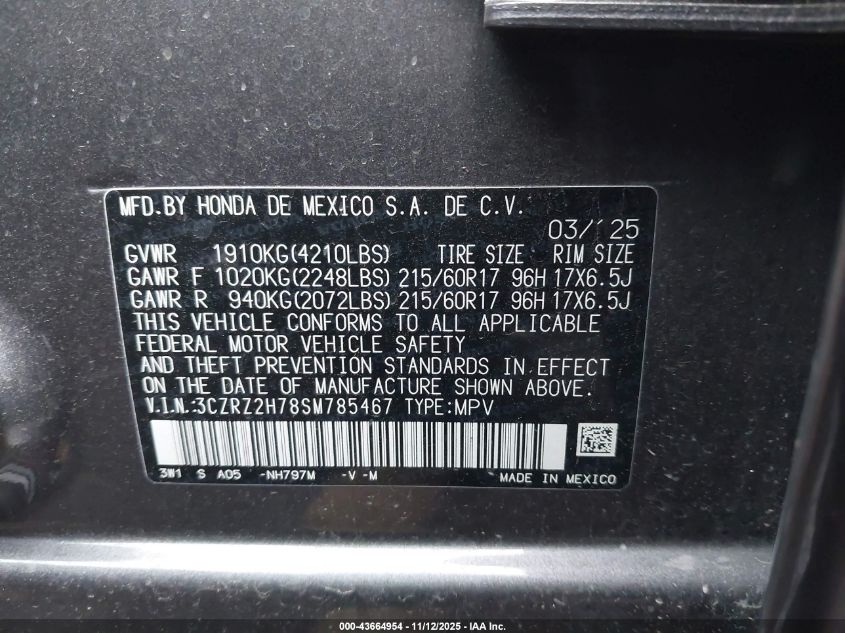 MFD.BY HONDA DE MEXICO S.A. DE C.V.
03/'25
GVWR 1910KG(4210LBS) TIRE SIZE RIM SIZE
GAWR F 1020KG(2248LBS) 215/60R17 96H 17X6.5J
GAWR R 940KG(2072LBS) 215/60R17 96H 17X6.5J
THIS VEHICLE CONFORMS TO ALL APPLICABLE
FEDERAL MOTOR VEHICLE SAFETY
AND THEFT PREVENTION STANDARDS IN EFFECT
ON THE DATE OF MANUFACTURE SHOWN ABOVE.
V.I.N.:3CZRZ2H78SM785467 TYPE:MPV
3W1 S A05 -NH797M -V -M
MADE IN MEXICO
000-43664954 - 11/12/2025 - IAA Inc.